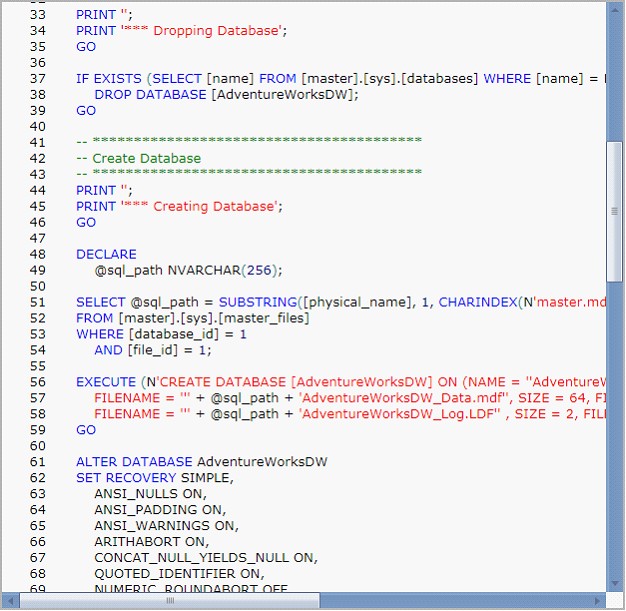 33 PRINT '';
34 PRINT '*** Dropping Database';
35 GO
36
37 IF EXISTS (SELECT [name] FROM [master].[sys].[databases] WHERE [name] =
38 DROP DATABASE [AdventureWorksDW];
39 GO
40
41 -- ****************************************
42 -- Create Database
43 -- ****************************************
44 PRINT '';
45 PRINT '*** Creating Database';
46 GO
47
48 DECLARE
49 @sql_path NVARCHAR(256);
50
51 SELECT @sql_path = SUBSTRING([physical_name], 1, CHARINDEX(N'master.md
52 FROM [master].[sys].[master_files]
53 WHERE [database_id] = 1
54 AND [file_id] = 1;
55
56 EXECUTE (N'CREATE DATABASE [AdventureWorksDW] ON (NAME = ''AdventureW
57 FILENAME = ''' + @sql_path + 'AdventureWorksDW_Data.mdf'', SIZE = 64, F
58 FILENAME = ''' + @sql_path + 'AdventureWorksDW_Log.LDF'' , SIZE = 2, FIL
59 GO
60
61 ALTER DATABASE AdventureWorksDW
62 SET RECOVERY SIMPLE,
63 ANSI_NULLS ON,
64 ANSI_PADDING ON,
65 ANSI_WARNINGS ON,
66 ARITHABORT ON,
67 CONCAT_NULL_YIELDS_NULL ON,
68 QUOTED_IDENTIFIER ON,
69 NUMERIC_ROUNDABORT OFF